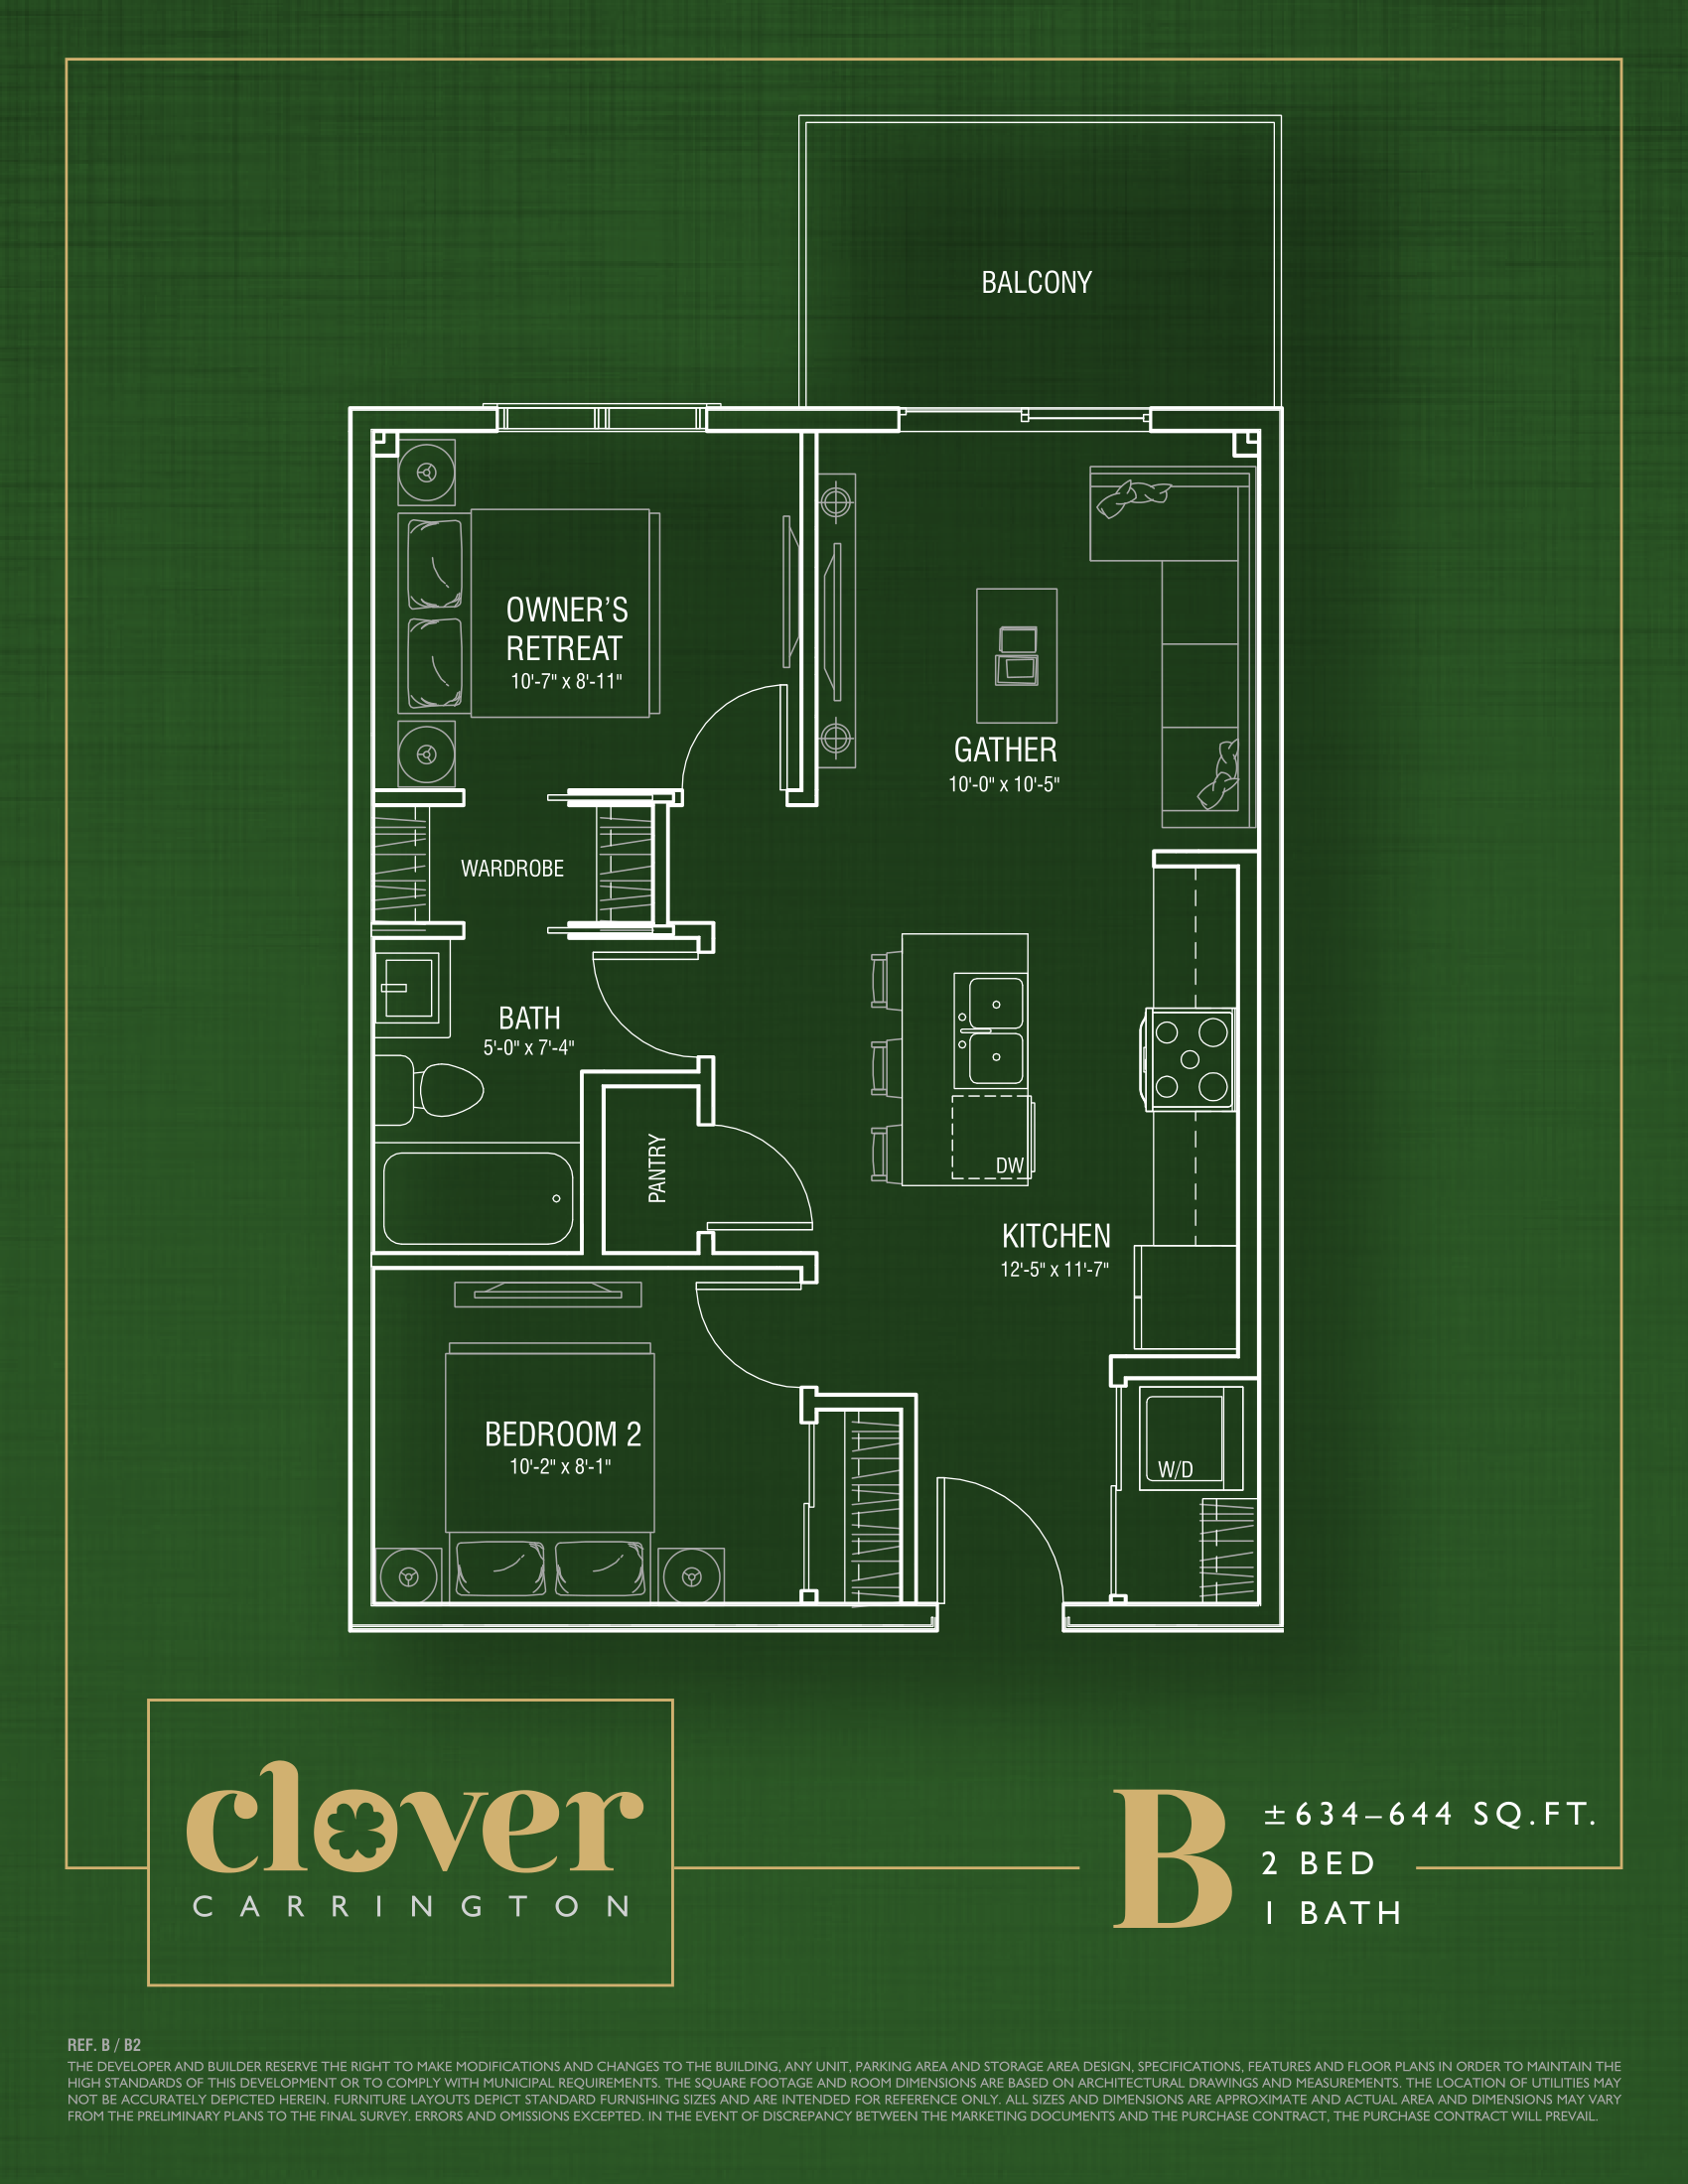 BALCONY
OWNER'S
RETREAT
10'-7" x 8'-11"
GATHER
10'-0" x 10'-5"
WARDROBE
BATH
5'-0" x 7'-4"
PANTRY
DW
KITCHEN
12'-5" x 11'-7"
BEDROOM 2
10'-2" x 8'-1"
W/D
clover
CARRINGTON
B
±634–644 SQ.FT.
2 BED
1 BATH
REF. B / B2
THE DEVELOPER AND BUILDER RESERVE THE RIGHT TO MAKE MODIFICATIONS AND CHANGES TO THE BUILDING, ANY UNIT, PARKING AREA AND STORAGE AREA DESIGN, SPECIFICATIONS, FEATURES AND FLOOR PLANS IN ORDER TO MAINTAIN THE
HIGH STANDARDS OF THIS DEVELOPMENT OR TO COMPLY WITH MUNICIPAL REQUIREMENTS. THE SQUARE FOOTAGE AND ROOM DIMENSIONS ARE BASED ON ARCHITECTURAL DRAWINGS AND MEASUREMENTS. THE LOCATION OF UTILITIES MAY
NOT BE ACCURATELY DEPICTED HEREIN. FURNITURE LAYOUTS DEPICT STANDARD FURNISHING SIZES AND ARE INTENDED FOR REFERENCE ONLY. ALL SIZES AND DIMENSIONS ARE APPROXIMATE AND ACTUAL AREA AND DIMENSIONS MAY VARY
FROM THE PRELIMINARY PLANS TO THE FINAL SURVEY. ERRORS AND OMISSIONS EXCEPTED. IN THE EVENT OF DISCREPANCY BETWEEN THE MARKETING DOCUMENTS AND THE PURCHASE CONTRACT, THE PURCHASE CONTRACT WILL PREVAIL.